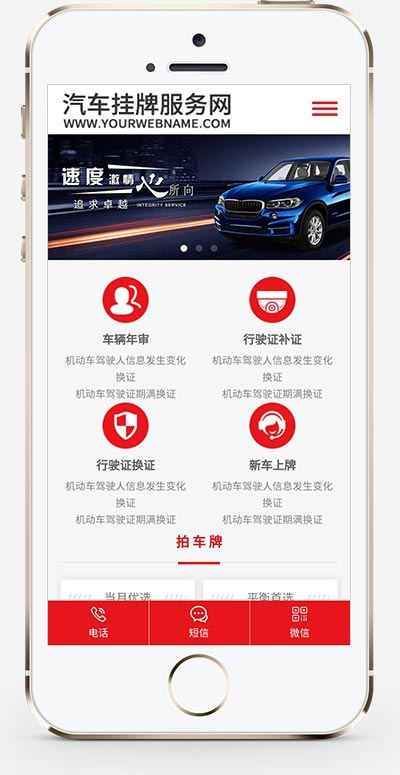 汽车挂牌服务网
WWW.YOURWEBNAME.COM
速度激情 三心所向
追求卓越 INTEGRITY SERVICE
车辆年审
机动车驾驶人信息发生变化
换证
机动车驾驶证期满换证
行驶证补证
机动车驾驶人信息发生变化
换证
机动车驾驶证期满换证
行驶证换证
机动车驾驶人信息发生变化
换证
机动车驾驶证期满换证
新车上牌
机动车驾驶人信息发生变化
换证
机动车驾驶证期满换证
拍车牌
当月优选
平衡首选
电话
短信
微信